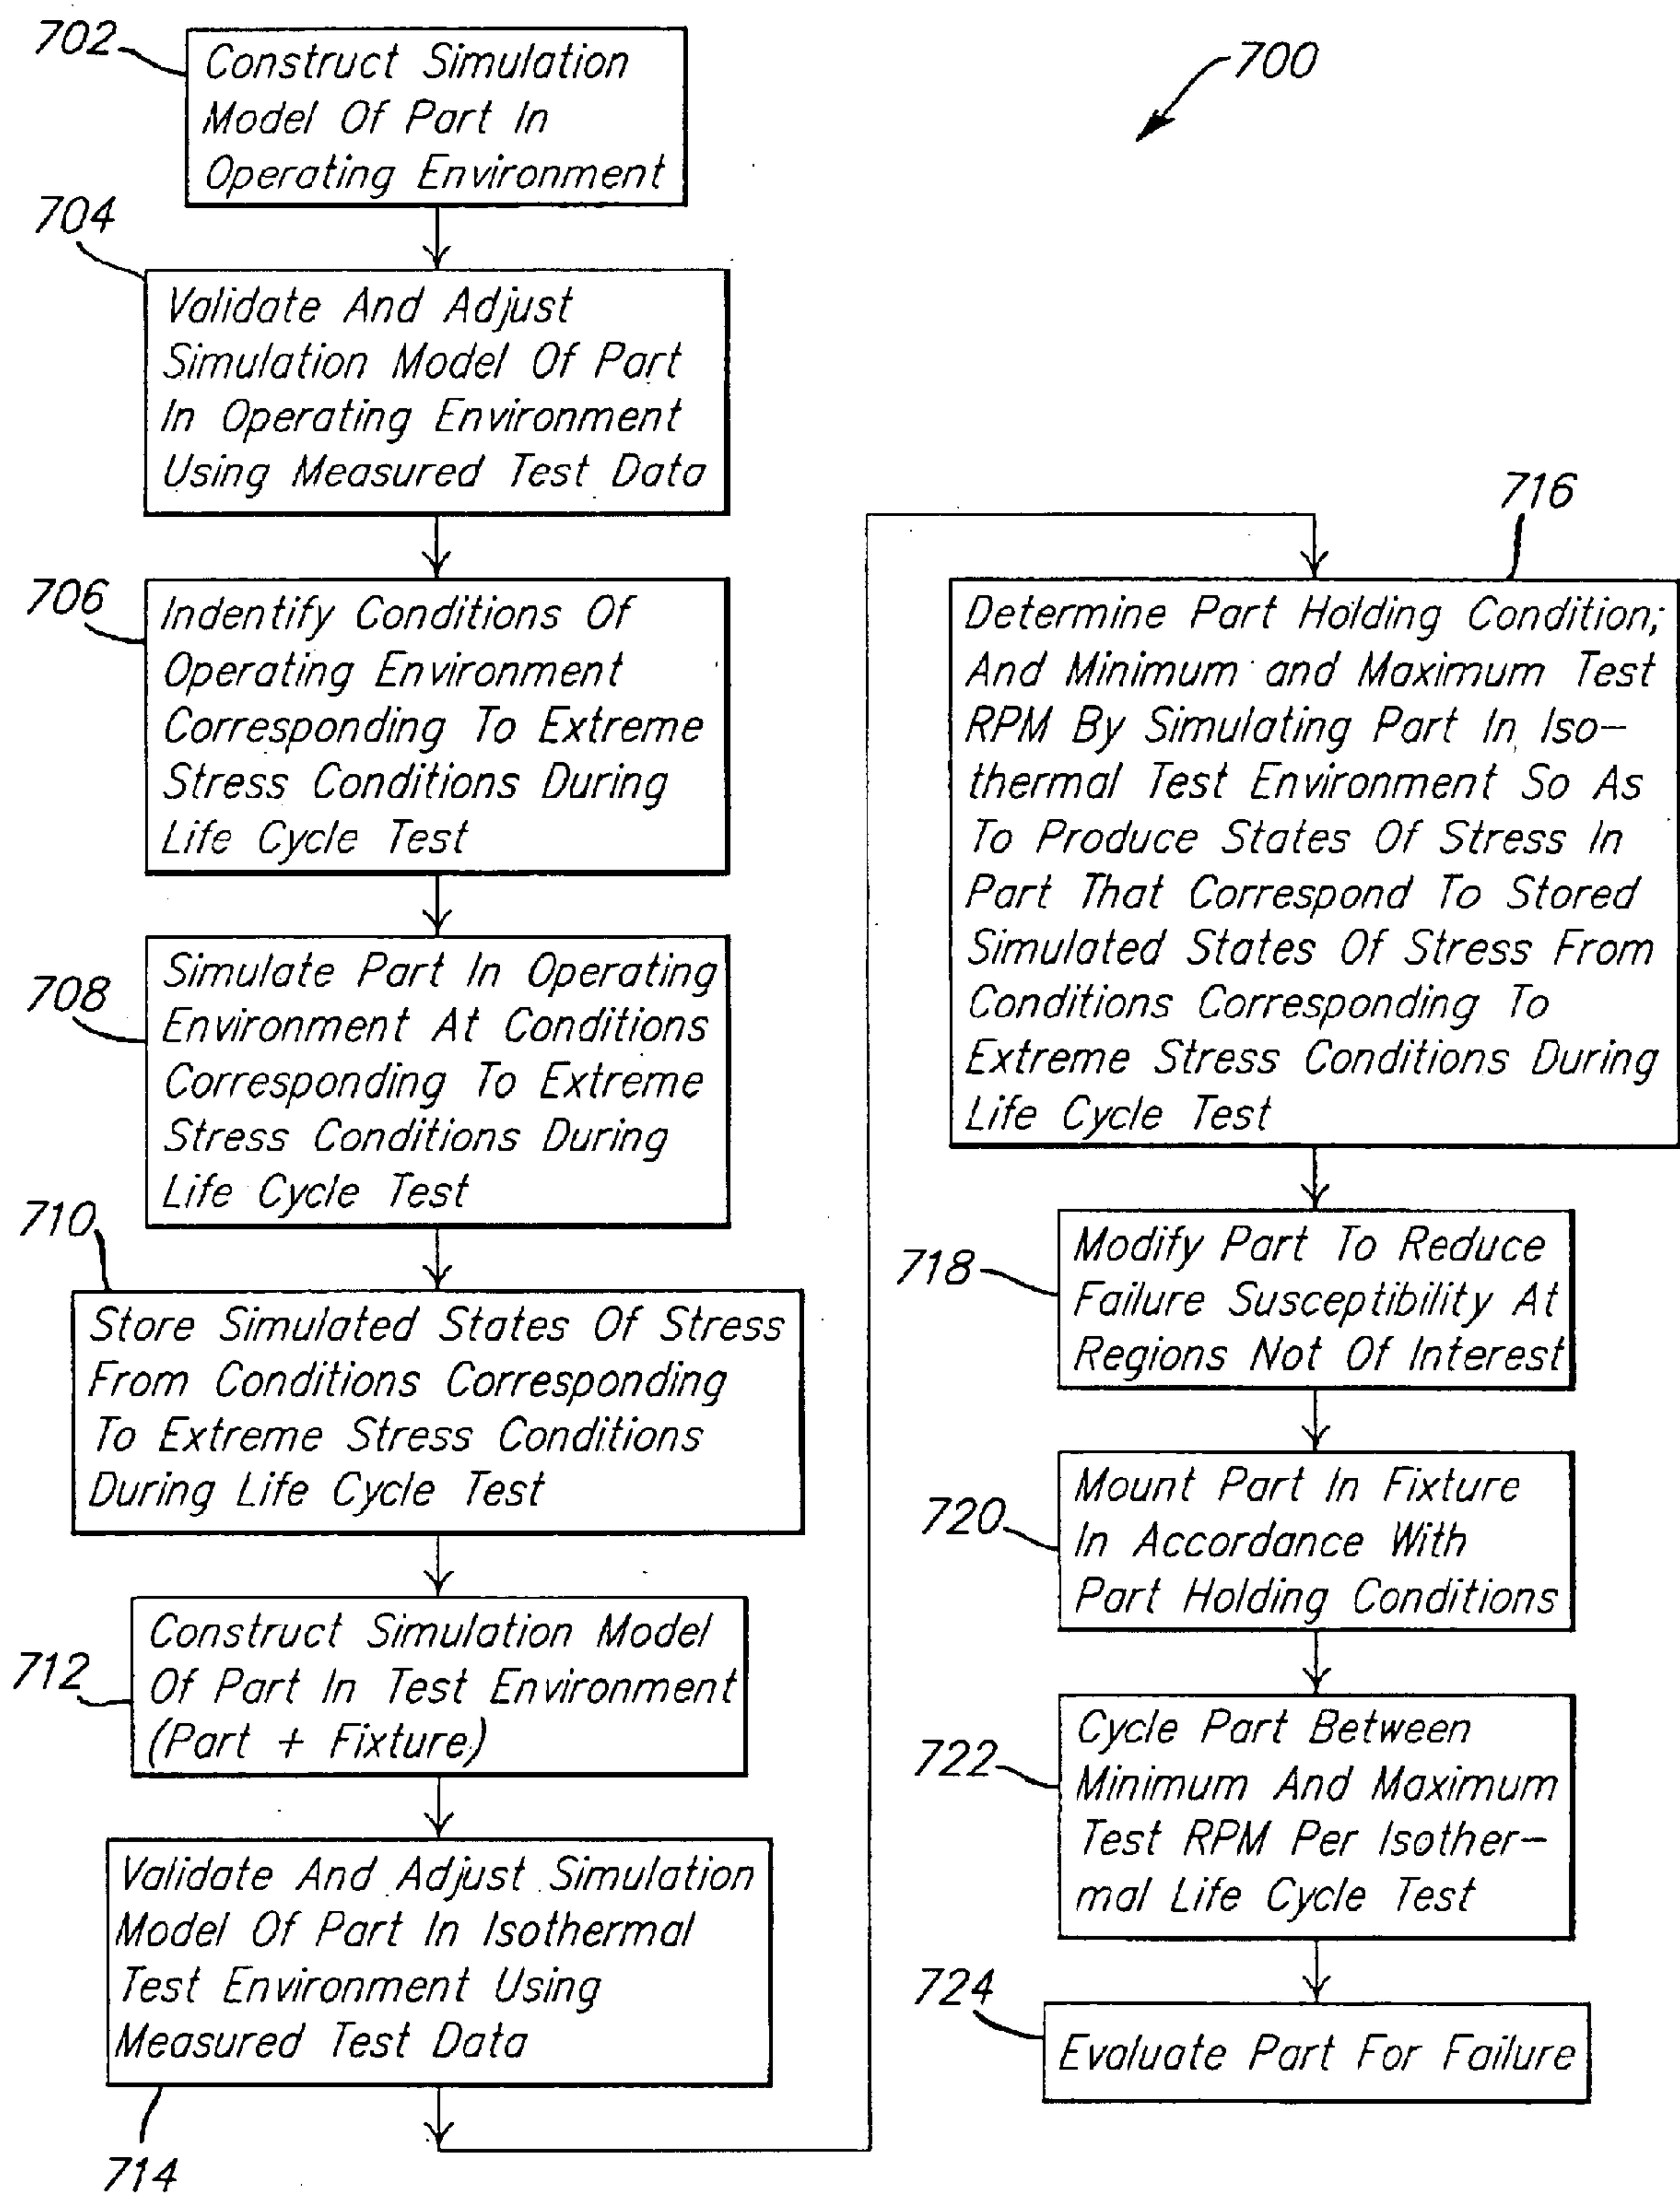 702
Construct Simulation
Model Of Part In
Operating Environment
700
704
Validate And Adjust
Simulation Model Of Part
In Operating Environment
Using Measured Test Data
706
Indentify Conditions Of
Operating Environment
Corresponding To Extreme
Stress Conditions During
Life Cycle Test
708
Simulate Part In Operating
Environment At Conditions
Corresponding To Extreme
Stress Conditions During
Life Cycle Test
710
Store Simulated States Of Stress
From Conditions Corresponding
To Extreme Stress Conditions
During Life Cycle Test
712
Construct Simulation Model
Of Part In Test Environment
(Part + Fixture)
Validate And Adjust Simulation
Model Of Part In Isothermal
Test Environment Using
Measured Test Data
714
716
Determine Part Holding Condition;
And Minimum and Maximum Test
RPM By Simulating Part In Iso-
thermal Test Environment So As
To Produce States Of Stress In
Part That Correspond To Stored
Simulated States Of Stress From
Conditions Corresponding To
Extreme Stress Conditions During
Life Cycle Test
718
Modify Part To Reduce
Failure Susceptibility At
Regions Not Of Interest
720
Mount Part In Fixture
In Accordance With
Part Holding Conditions
722
Cycle Part Between
Minimum And Maximum
Test RPM Per Isother-
mal Life Cycle Test
724
Evaluate Part For Failure